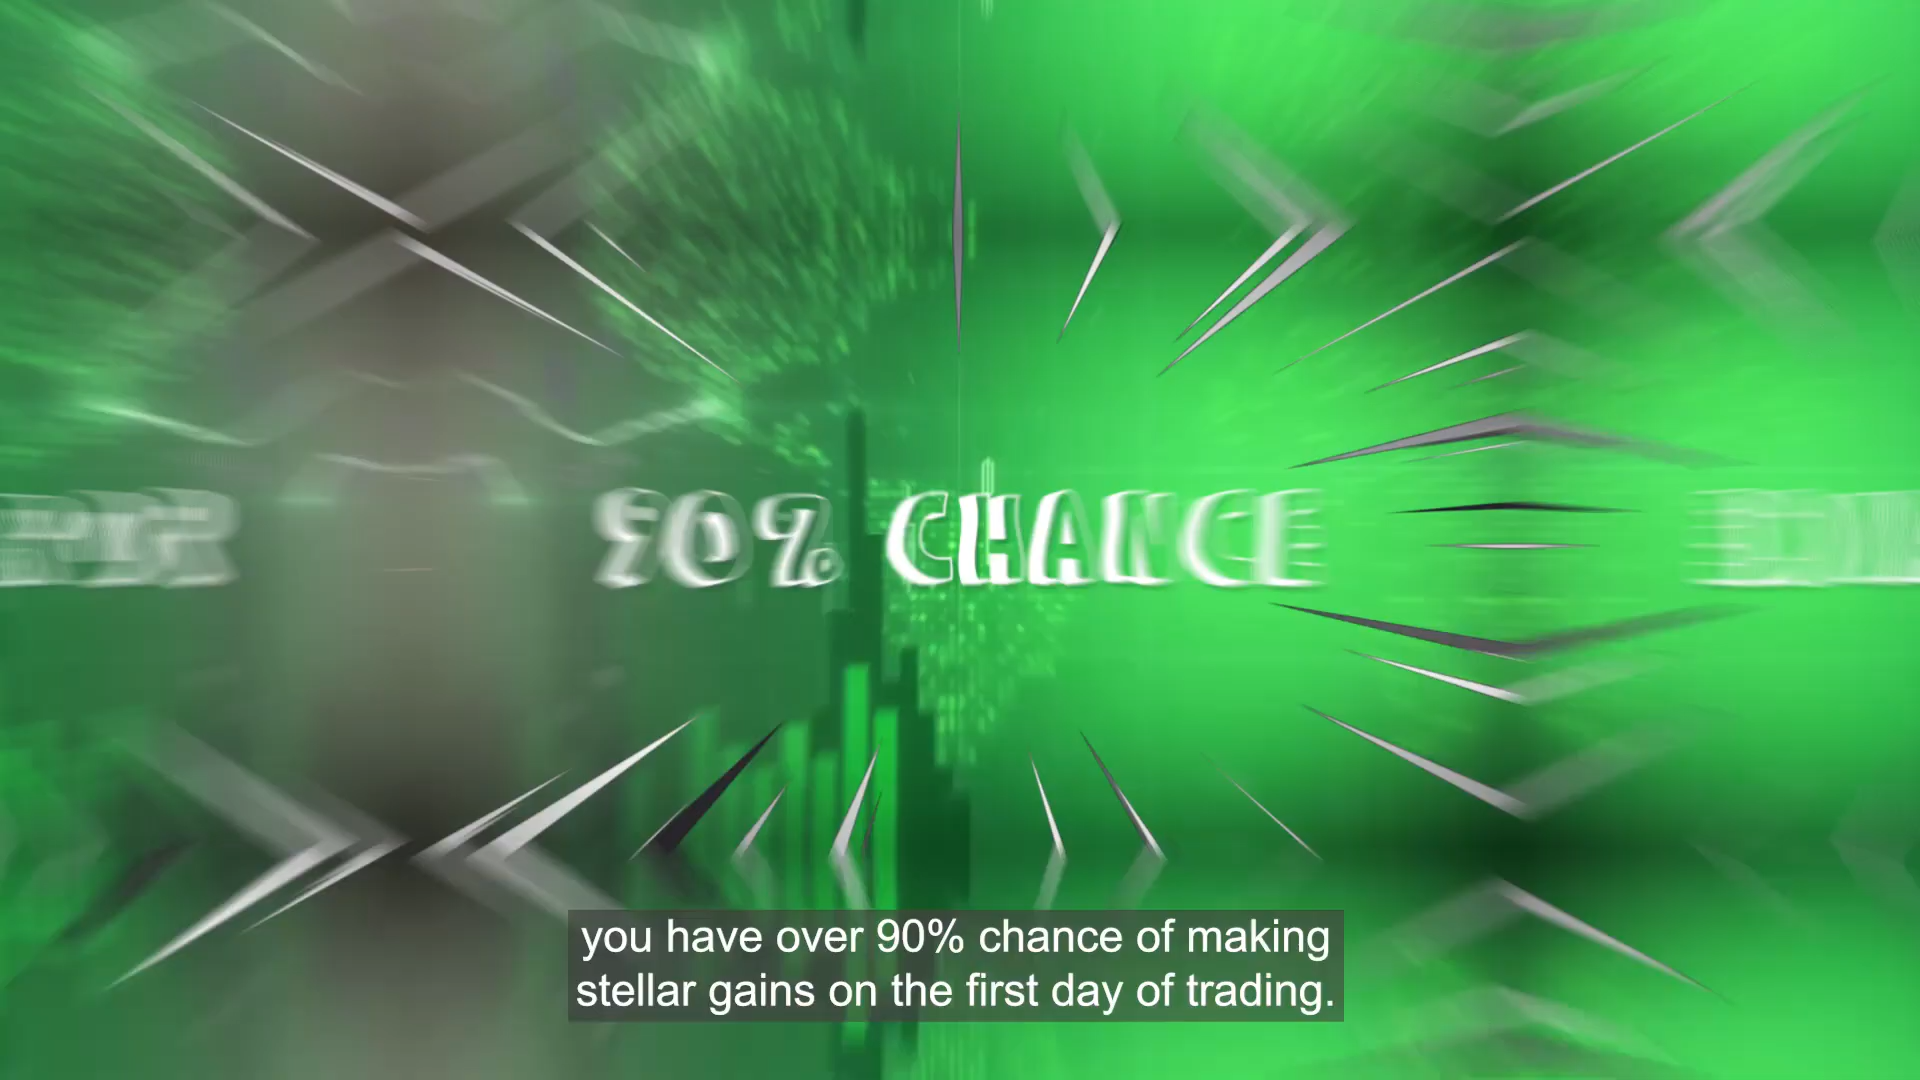 90% CHANCE
you have over 90% chance of making
stellar gains on the first day of trading.